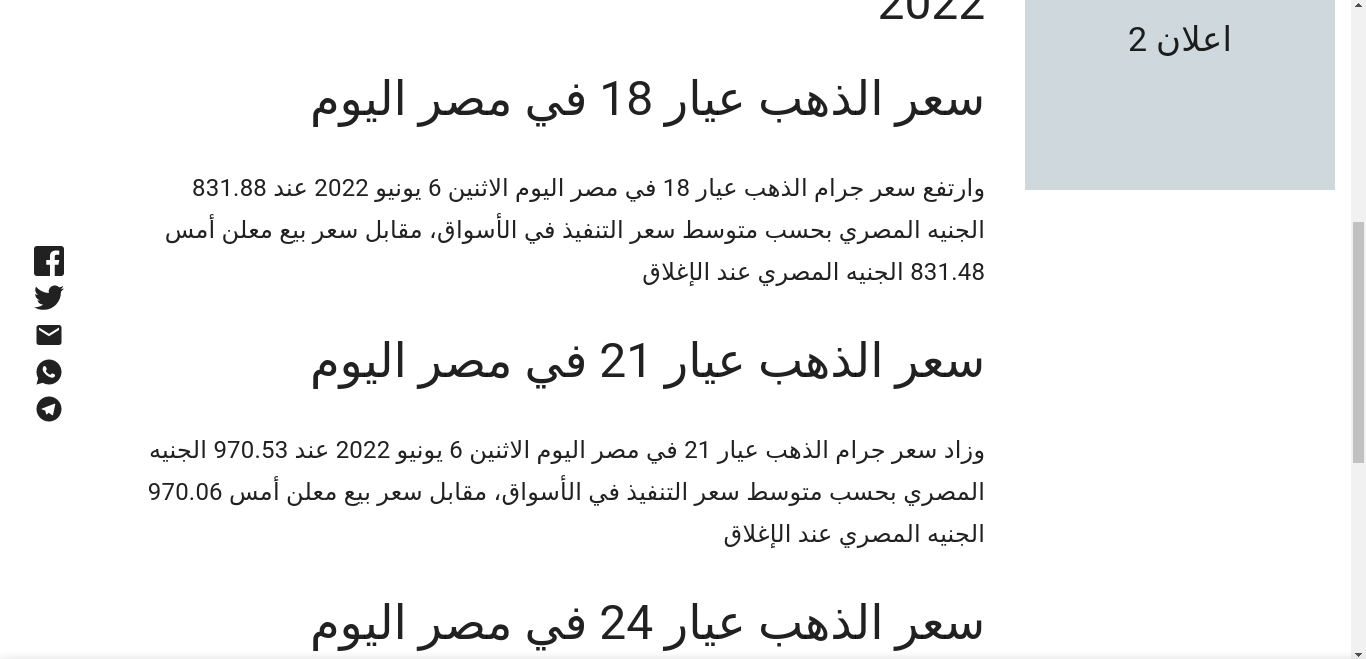 2022
سعر الذهب عيار 18 في مصر اليوم
وارتفع سعر جرام الذهب عيار 18 في مصر اليوم الاثنين 6 يونيو 2022 عند 831.88
الجنيه المصري بحسب متوسط سعر التنفيذ في الأسواق، مقابل سعر بيع معلن أمس
831.48 الجنيه المصري عند الإغلاق
سعر الذهب عيار 21 في مصر اليوم
وزاد سعر جرام الذهب عيار 21 في مصر اليوم الاثنين 6 يونيو 2022 عند 970.53 الجنيه
المصري بحسب متوسط سعر التنفيذ في الأسواق، مقابل سعر بيع معلن أمس 970.06
الجنيه المصري عند الإغلاق
سعر الذهب عيار 24 في مصر اليوم
اعلان 2